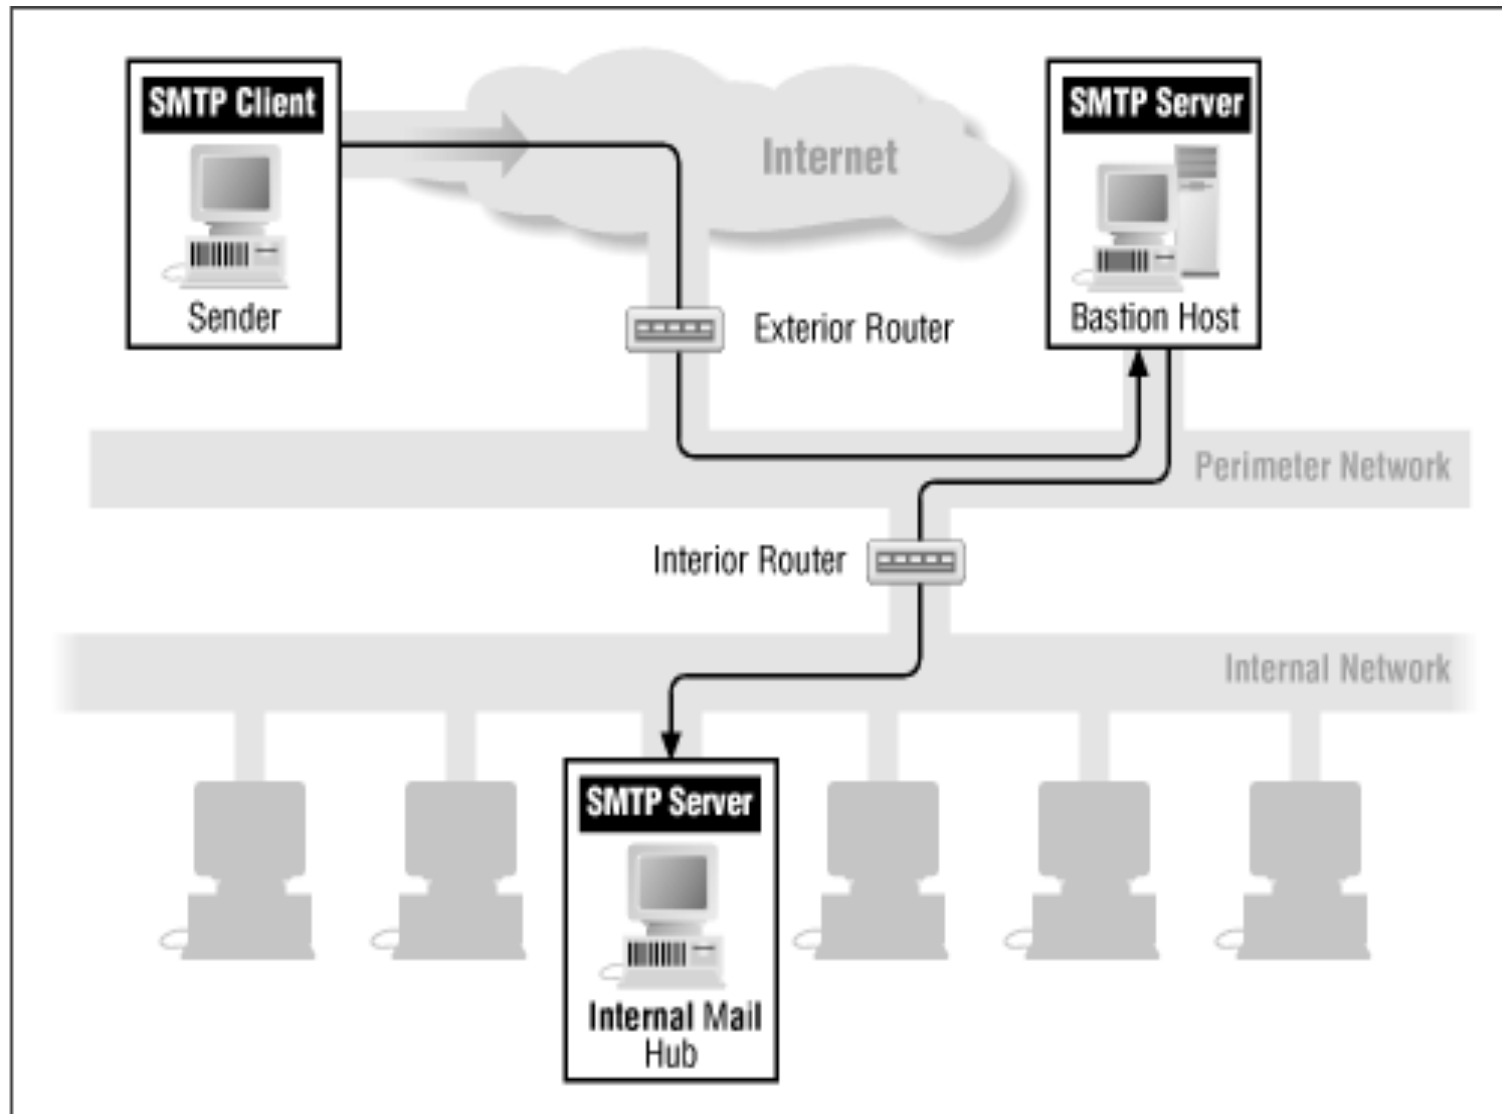 SMTP Client
Sender
Internet
SMTP Server
Bastion Host
Exterior Router
Perimeter Network
Interior Router
Internal Network
SMTP Server
Internal Mail
Hub